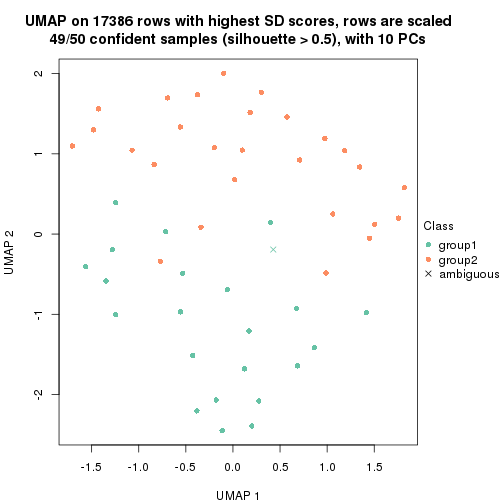 UMAP on 17386 rows with highest SD scores, rows are scaled
49/50 confident samples (silhouette > 0.5), with 10 PCs
2
1
0
-1
-2
UMAP 2
-1.5
-1.0
-0.5
0.0
0.5
1.0
1.5
UMAP 1
Class
group1
group2
ambiguous